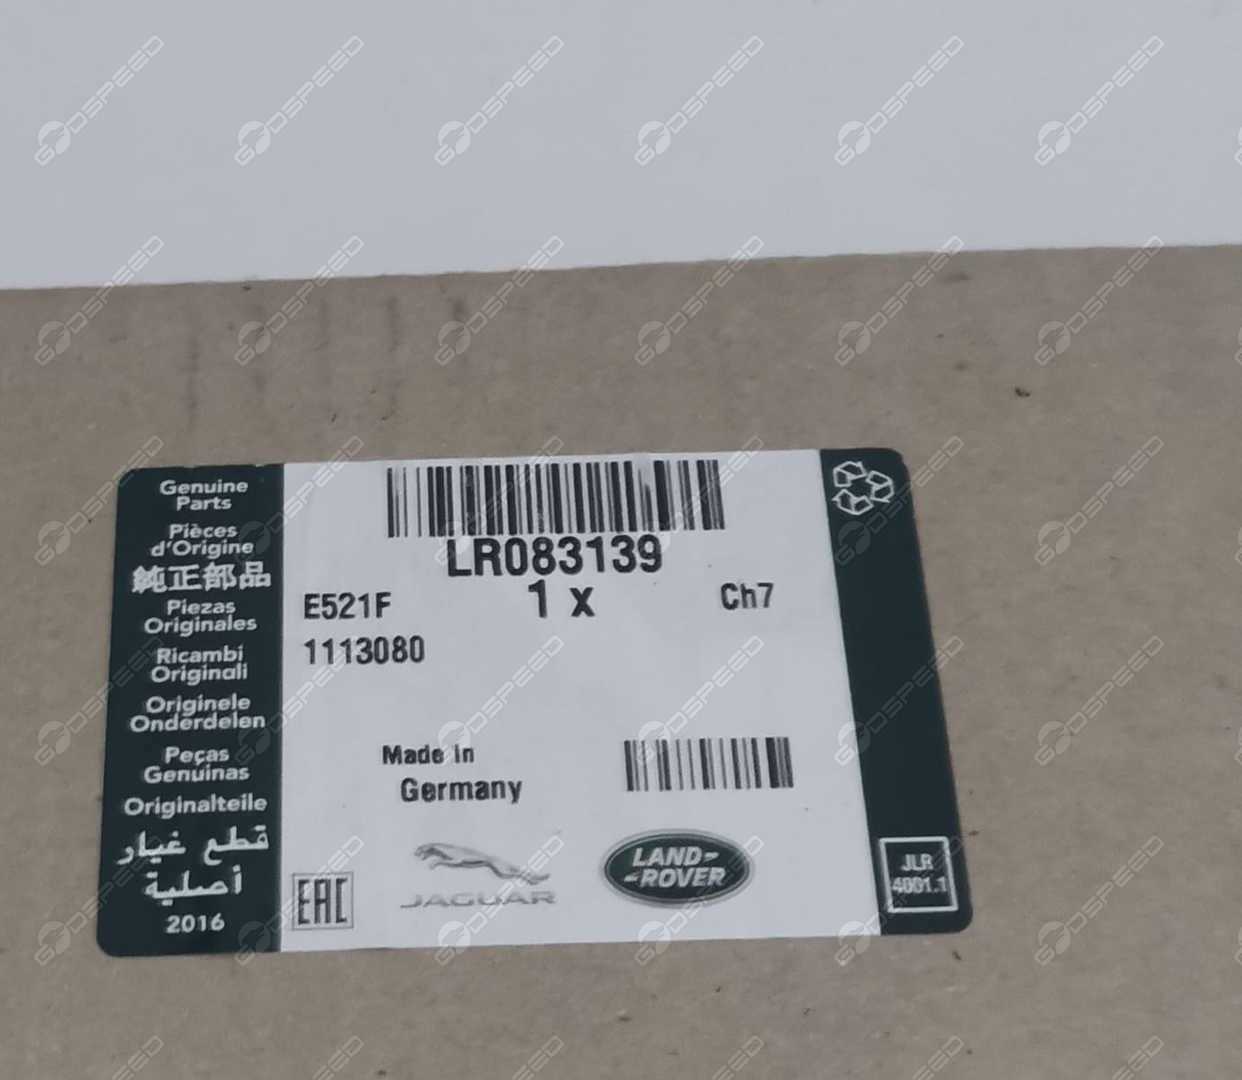 Genuine
Parts
Pièces
d'Origine
純正部品
Piezas
Originales
Ricambi
Originali
Originele
Onderdelen
Peças
Genuínas
Originalteile
قطع غيار
أصلية
2016
LR083139
1 x
E521F
Ch7
1113080
Made in
Germany
EAC
JAGUAR
LAND-
-ROVER
JLR
4001.1
GOSPEED